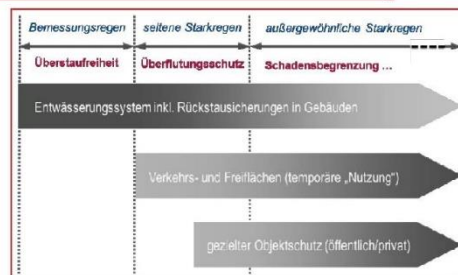 Bemessungsregen seltene Starkregen außergewöhnliche Starkregen
Überstaufreiheit Überflutungsschutz Schadensbegrenzung ...
Entwässerungssystem inkl. Rückstausicherungen in Gebäuden
Verkehrs- und Freiflächen (temporäre „Nutzung")
gezielter Objektschutz (öffentlich/privat)